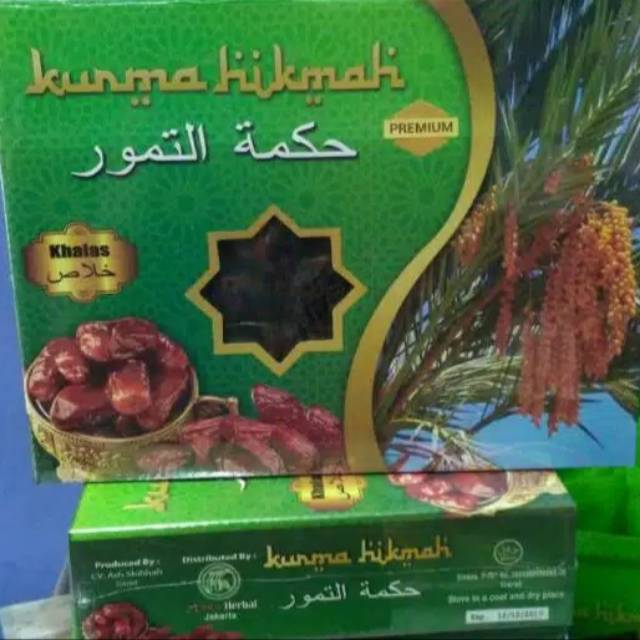 kurma hikmah
PREMIUM
حكمة التمور
Khalas
خلاص
Produced By :
Distributed By :
kurma hikmah
حكمة التمور
Herbal
Jakarta
Store in a cool and dry place
Exp